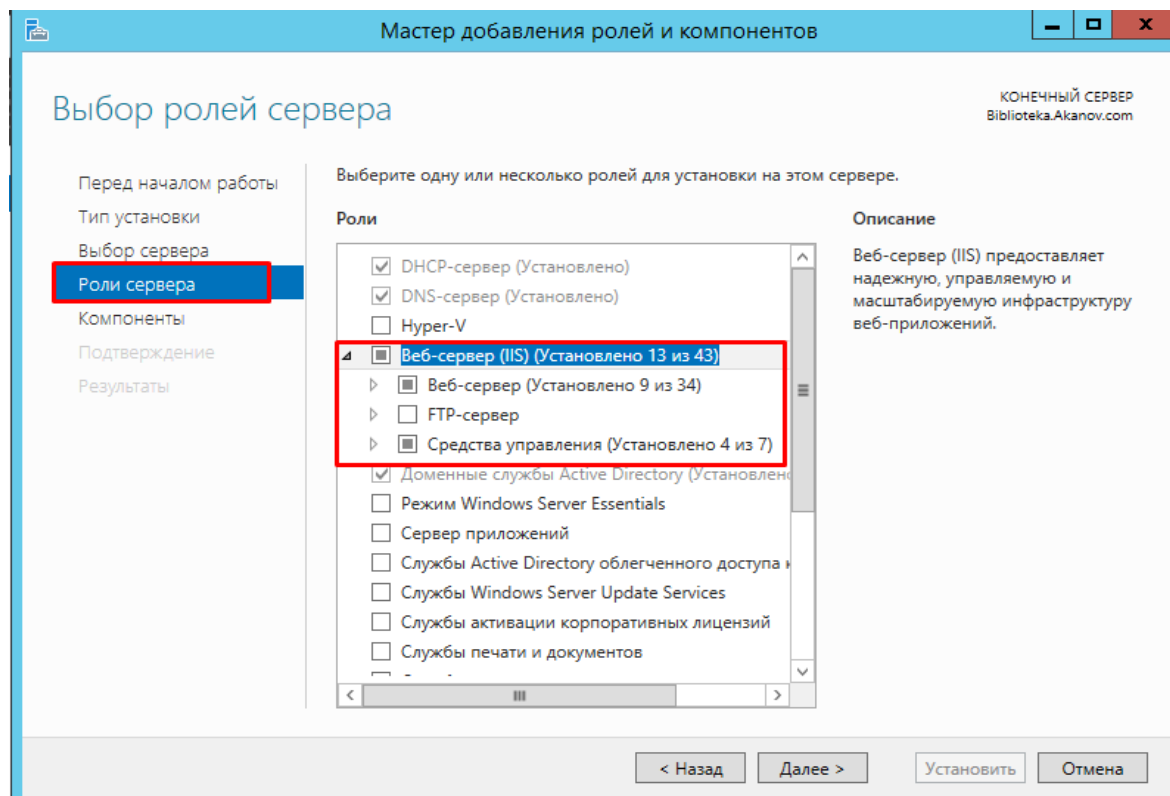 Мастер добавления ролей и компонентов
Выбор ролей сервера
КОНЕЧНЫЙ СЕРВЕР
Biblioteka.Akanov.com
Перед началом работы
Тип установки
Выбор сервера
Роли сервера
Компоненты
Подтверждение
Результаты
Выберите одну или несколько ролей для установки на этом сервере.
Роли
DHCP-сервер (Установлено)
DNS-сервер (Установлено)
Hyper-V
Веб-сервер (IIS) (Установлено 13 из 43)
Веб-сервер (Установлено 9 из 34)
FTP-сервер
Средства управления (Установлено 4 из 7)
Доменные службы Active Directory (Установлено
Режим Windows Server Essentials
Сервер приложений
Службы Active Directory облегченного доступа
Службы Windows Server Update Services
Службы активации корпоративных лицензий
Службы печати и документов
Описание
Веб-сервер (IIS) предоставляет
надежную, управляемую и
масштабируемую инфраструктуру
веб-приложений.
< Назад
Далее >
Установить
Отмена